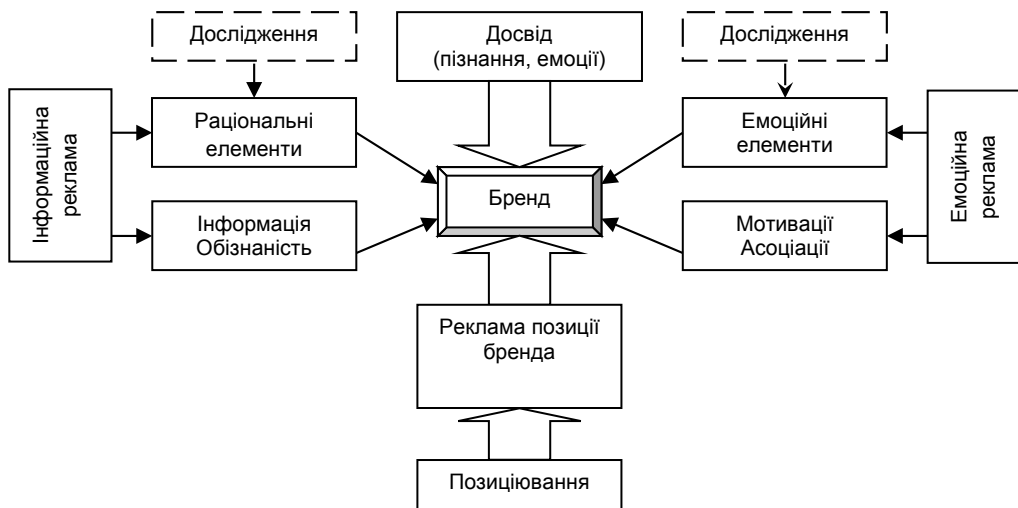 Дослідження
Досвід
(пізнання, емоції)
Дослідження
Інформаційна
реклама
Раціональні
елементи
Емоційні
елементи
Емоційна
реклама
Бренд
Інформація
Обізнаність
Мотивації
Асоціації
Реклама позиції
бренда
Позиціювання